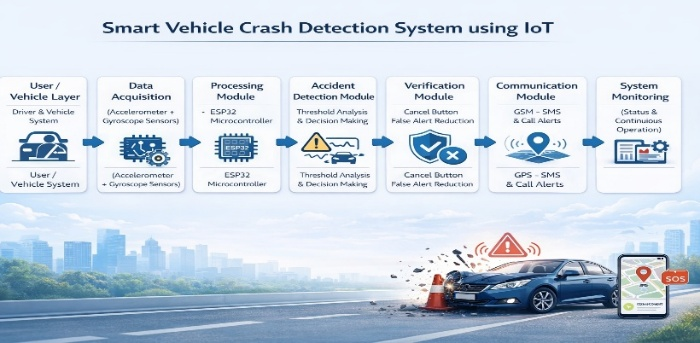 Smart Vehicle Crash Detection System using IoT
User /
Vehicle Layer
Driver & Vehicle
System
User /
Vehicle System
Data
Acquisition
(Accelerometer +
Gyroscope Sensors)
(Accelerometer
+ Gyroscope Sensors)
Processing
Module
• ESP32
Microcontroller
ESP32
ESP32
Microcontroller
Accident
Detection Module
Threshold Analysis
& Decision Making
Threshold Analysis
& Decision Making
Verification
Module
Cancel Button
False Alert Reduction
Cancel Button
False Alert Reduction
Communication
Module
GSM - SMS
& Call Alerts
GPS - SMS
& Call Alerts
System
Monitoring
(Status &
Continuous
Operation)
SOS